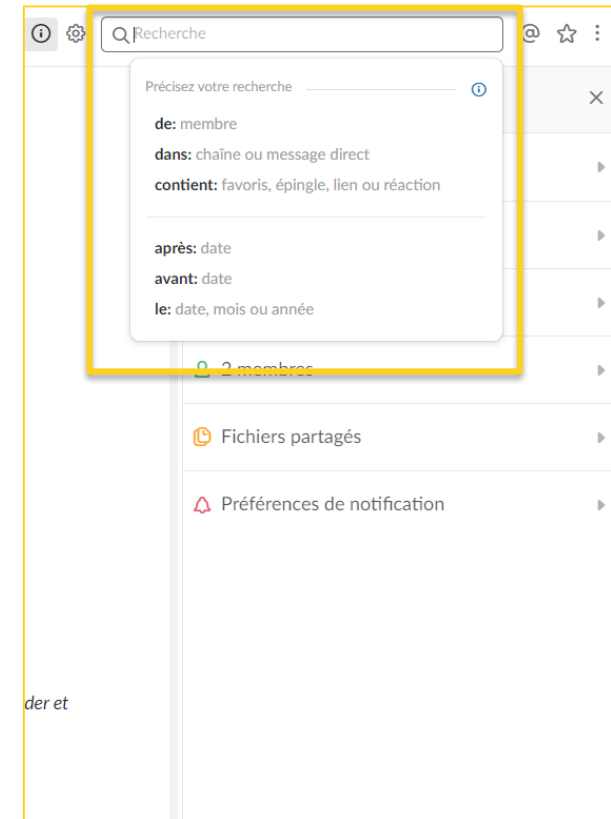 Recherche
Précisez votre recherche
de: membre
dans: chaîne ou message direct
contient: favoris, épingle, lien ou réaction
après: date
avant: date
le: date, mois ou année
2 membres
Fichiers partagés
Préférences de notification
der et